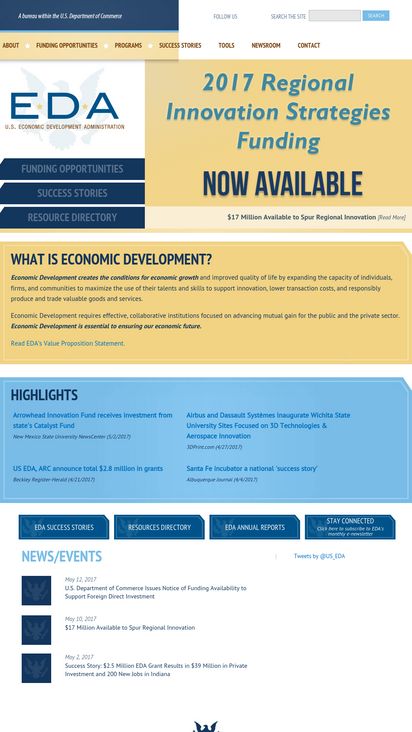 A bureau within the U.S. Department of Commerce
FOLLOW US
SEARCH THE SITE
SEARCH
ABOUT
FUNDING OPPORTUNITIES
PROGRAMS
SUCCESS STORIES
TOOLS
NEWSROOM
CONTACT
EDA
U.S. ECONOMIC DEVELOPMENT ADMINISTRATION
2017 Regional
Innovation Strategies
Funding
NOW AVAILABLE
FUNDING OPPORTUNITIES
SUCCESS STORIES
RESOURCE DIRECTORY
$17 Million Available to Spur Regional Innovation [Read More]
WHAT IS ECONOMIC DEVELOPMENT?
Economic Development creates the conditions for economic growth and improved quality of life by expanding the capacity of individuals,
firms, and communities to maximize the use of their talents and skills to support innovation, lower transaction costs, and responsibly
produce and trade valuable goods and services.
Economic Development requires effective, collaborative institutions focused on advancing mutual gain for the public and the private sector.
Economic Development is essential to ensuring our economic future.
Read EDA's Value Proposition Statement.
HIGHLIGHTS
Arrowhead Innovation Fund receives investment from
state's Catalyst Fund
New Mexico State University NewsCenter (5/2/2017)
Airbus and Dassault Systèmes Inaugurate Wichita State
University Sites Focused on 3D Technologies &
Aerospace Innovation
3DPrint.com (4/27/2017)
US EDA, ARC announce total $2.8 million in grants
Beckley Register-Herald (4/21/2017)
Santa Fe incubator a national 'success story'
Albuquerque Journal (4/4/2017)
EDA SUCCESS STORIES
RESOURCES DIRECTORY
EDA ANNUAL REPORTS
STAY CONNECTED
Click here to subscribe to EDA's
monthly e-newsletter
NEWS/EVENTS
Tweets by @US_EDA
May 12, 2017
U.S. Department of Commerce Issues Notice of Funding Availability to
Support Foreign Direct Investment
May 10, 2017
$17 Million Available to Spur Regional Innovation
May 2, 2017
Success Story: $2.5 Million EDA Grant Results in $39 Million in Private
Investment and 200 New Jobs in Indiana